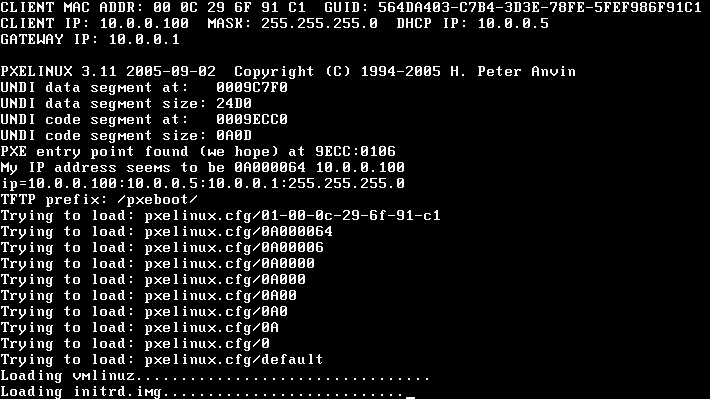 CLIENT MAC ADDR: 00 0C 29 6F 91 C1  GUID: 564DA403-C7B4-3D3E-78FE-5FEF986F91C1
CLIENT IP: 10.0.0.100  MASK: 255.255.255.0  DHCP IP: 10.0.0.5
GATEWAY IP: 10.0.0.1
PXELINUX 3.11 2005-09-02  Copyright (C) 1994-2005 H. Peter Anvin
UNDI data segment at:   0009C7F0
UNDI data segment size: 24D0
UNDI code segment at:   0009ECC0
UNDI code segment size: 0A0D
PXE entry point found (we hope) at 9ECC:0106
My IP address seems to be 0A000064 10.0.0.100
ip=10.0.0.100:10.0.0.5:10.0.0.1:255.255.255.0
TFTP prefix: /pxeboot/
Trying to load: pxelinux.cfg/01-00-0c-29-6f-91-c1
Trying to load: pxelinux.cfg/0A000064
Trying to load: pxelinux.cfg/0A00006
Trying to load: pxelinux.cfg/0A0000
Trying to load: pxelinux.cfg/0A000
Trying to load: pxelinux.cfg/0A00
Trying to load: pxelinux.cfg/0A0
Trying to load: pxelinux.cfg/0A
Trying to load: pxelinux.cfg/0
Trying to load: pxelinux.cfg/default
Loading vmlinuz.................................
Loading initrd.img..........................._